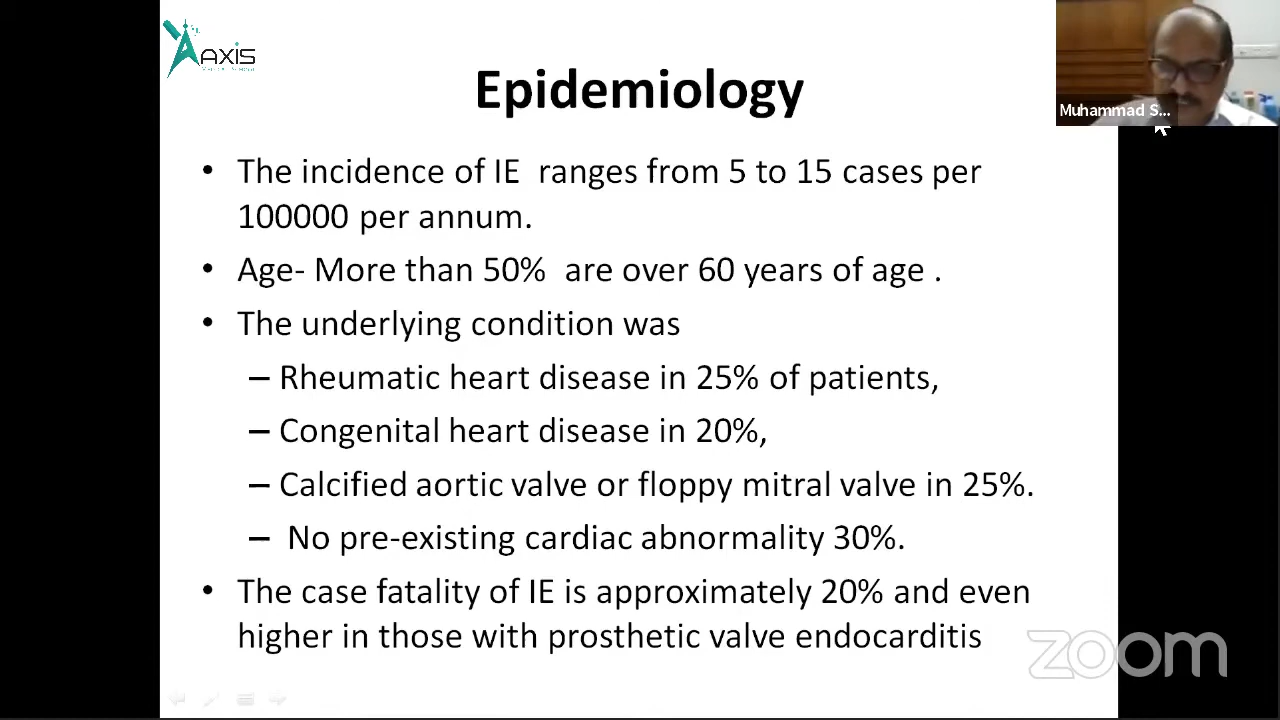 AXIS
Epidemiology
Muhammad S...
• The incidence of IE ranges from 5 to 15 cases per
100000 per annum.
• Age- More than 50% are over 60 years of age .
• The underlying condition was
– Rheumatic heart disease in 25% of patients,
– Congenital heart disease in 20%,
– Calcified aortic valve or floppy mitral valve in 25%.
– No pre-existing cardiac abnormality 30%.
• The case fatality of IE is approximately 20% and even
higher in those with prosthetic valve endocarditis
zoom